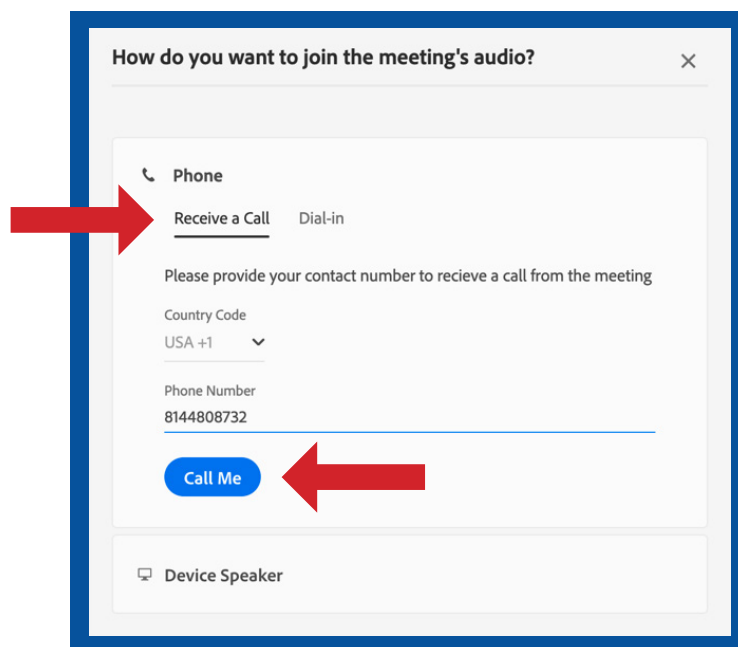 How do you want to join the meeting's audio?
Phone
Receive a Call Dial-in
Please provide your contact number to recieve a call from the meeting
Country Code
USA +1
Phone Number
8144808732
Call Me
Device Speaker